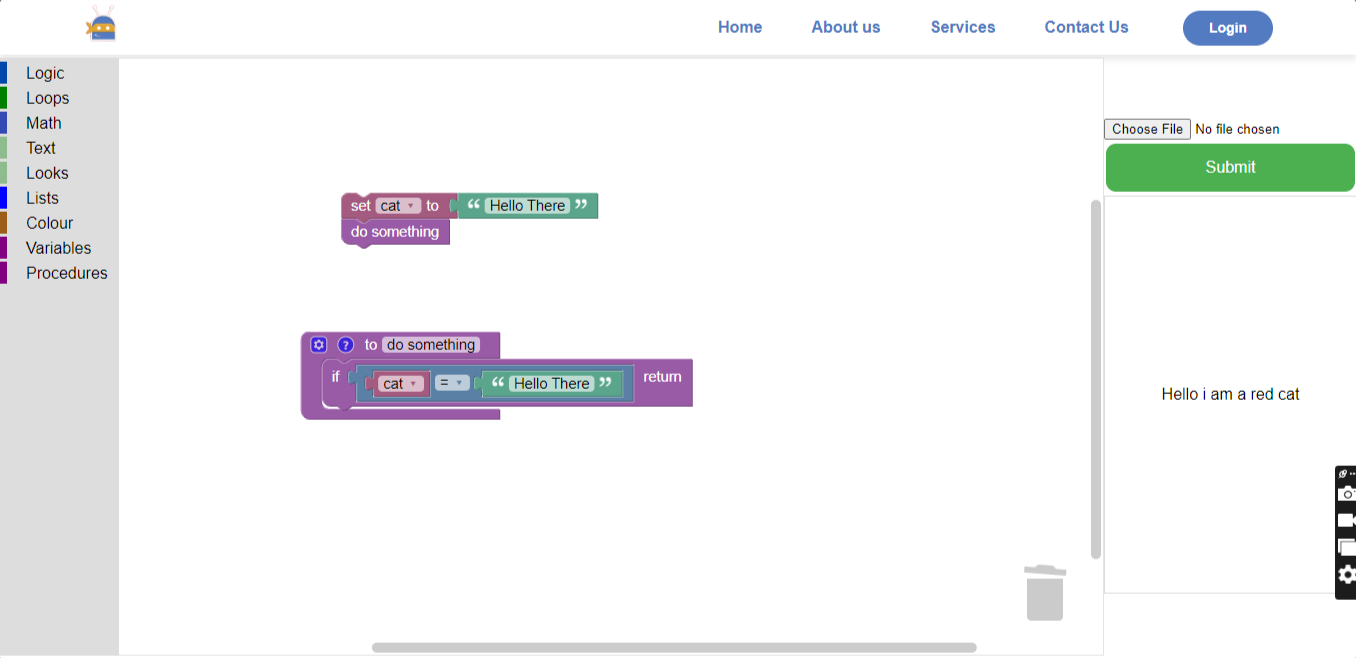 Home About us Services Contact Us Login
Logic
Loops
Math
Text
Looks
Lists
Colour
Variables
Procedures
set cat to “ Hello There ”
do something
? to do something
if cat = “ Hello There ” return
Choose File No file chosen
Submit
Hello i am a red cat